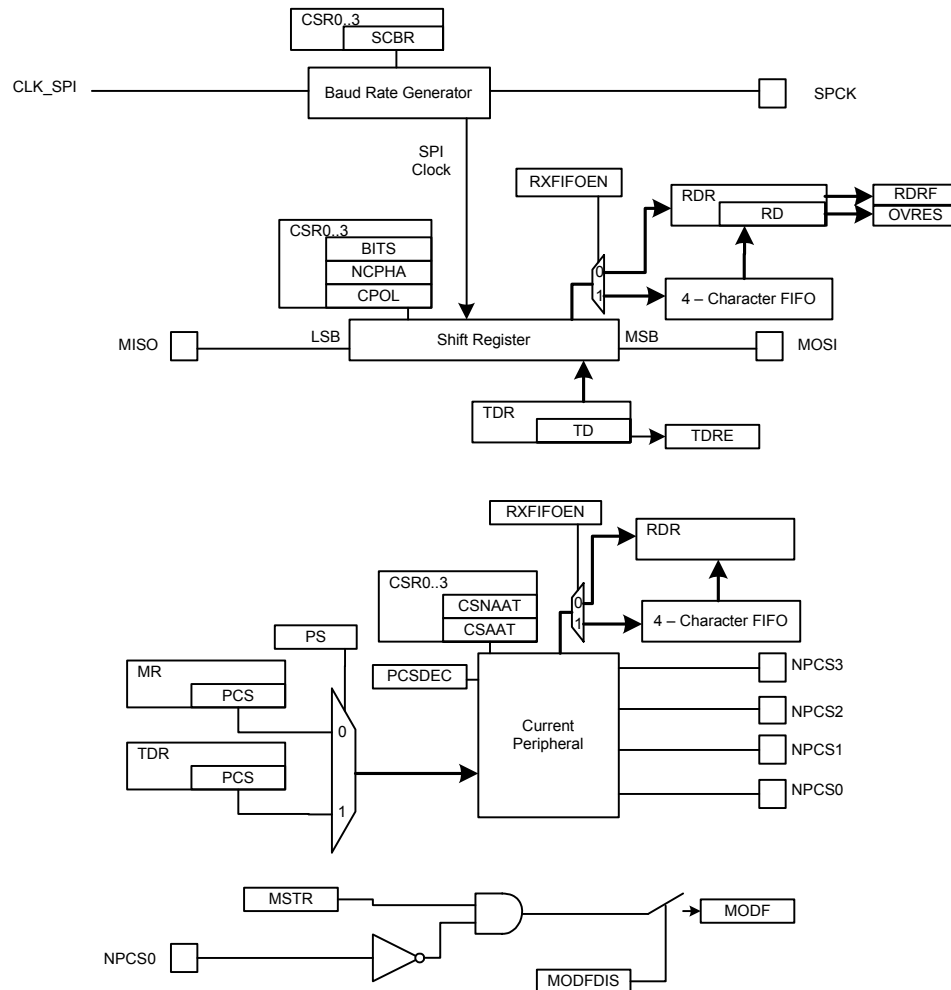 CSR0..3
SCBR
CLK_SPI
Baud Rate Generator
SPCK
SPI
Clock
RXFIFOEN
RDR
RD
RDRF
OVRES
CSR0..3
BITS
NCPHA
CPOL
0
1
4 – Character FIFO
MISO
LSB
Shift Register
MSB
MOSI
TDR
TD
TDRE
RXFIFOEN
RDR
CSR0..3
CSNAAT
CSAAT
0
1
4 – Character FIFO
PS
MR
PCS
PCSDEC
NPCS3
0
Current
Peripheral
NPCS2
TDR
PCS
NPCS1
1
NPCS0
MSTR
MODF
NPCS0
MODFDIS